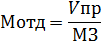 Мотд = Vпр / МЗ